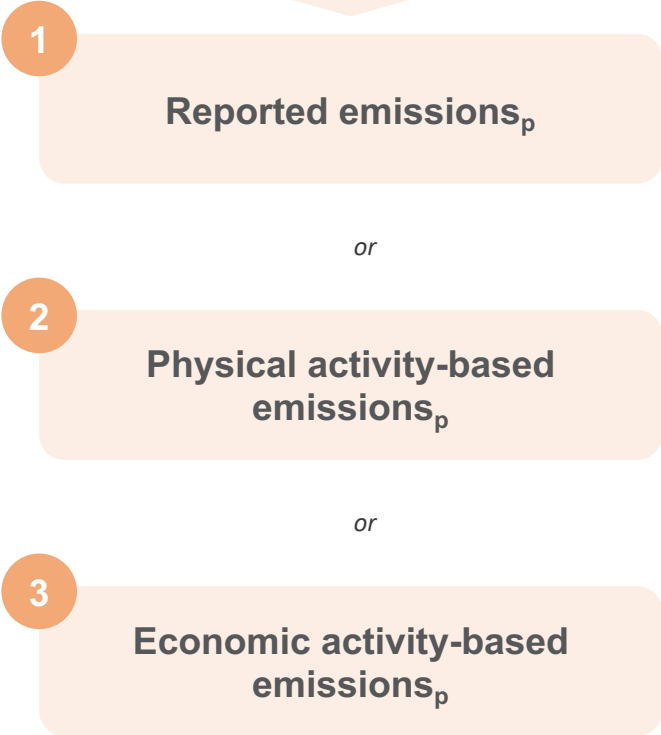 1
Reported emissionsₚ
or
2
Physical activity-based
emissionsₚ
or
3
Economic activity-based
emissionsₚ